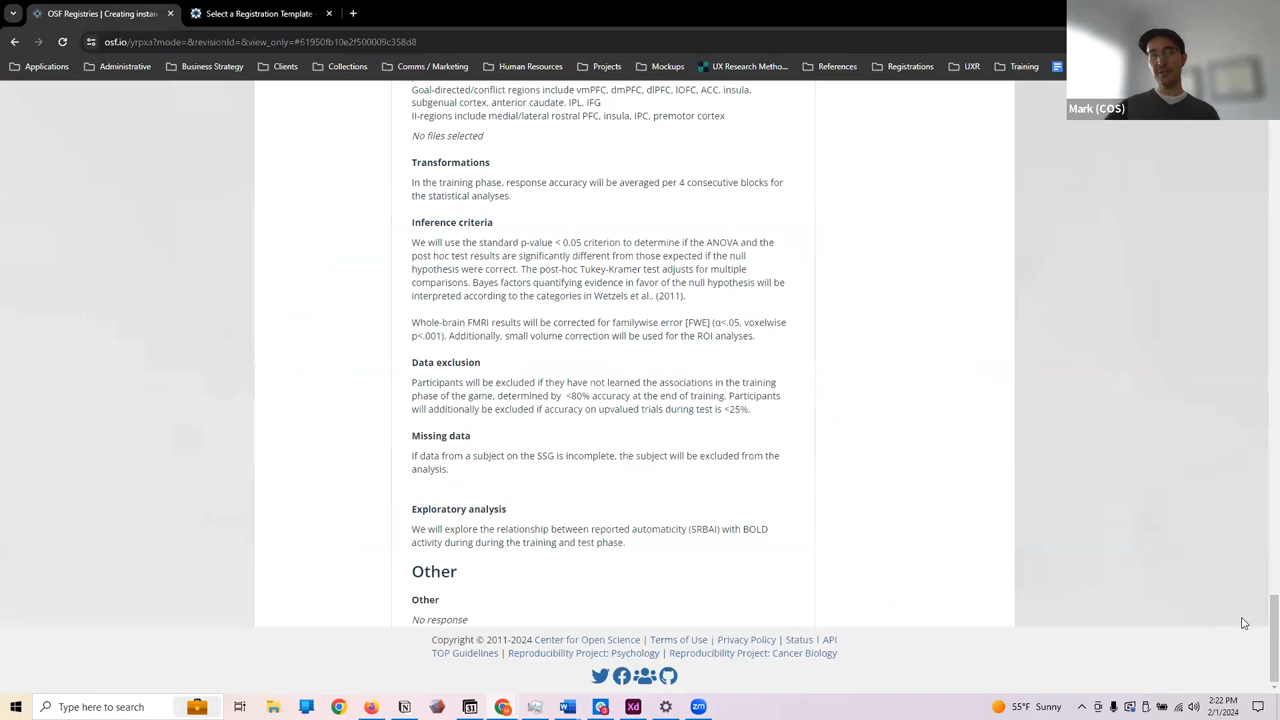 OSF Registries | Creating instan
Select a Registration Template -
osf.io/yrpxa?mode=&revisionId=&view_only=#61950fb10e2f500009c358d8
Applications Administrative Business Strategy Clients Collections Comms / Marketing Human Resources Projects Mockups UX Research Metho... References Registrations UXR
Mark (COS)
Goal-directed/conflict regions include vmPFC, dmPFC, dlPFC, lOFC, ACC, insula,
subgenual cortex, anterior caudate. IPL, IFG
II-regions include medial/lateral rostral PFC, insula, IPC, premotor cortex
No files selected
Transformations
In the training phase, response accuracy will be averaged per 4 consecutive blocks for
the statistical analyses.
Inference criteria
We will use the standard p-value < 0.05 criterion to determine if the ANOVA and the
post hoc test results are significantly different from those expected if the null
hypothesis were correct. The post-hoc Tukey-Kramer test adjusts for multiple
comparisons. Bayes factors quantifying evidence in favor of the null hypothesis will be
interpreted according to the categories in Wetzels et al., (2011).
Whole-brain FMRI results will be corrected for familywise error [FWE] (α<.05, voxelwise
p<.001). Additionally, small volume correction will be used for the ROI analyses.
Data exclusion
Participants will be excluded if they have not learned the associations in the training
phase of the game, determined by <80% accuracy at the end of training. Participants
will additionally be excluded if accuracy on upvalued trials during test is <25%.
Missing data
If data from a subject on the SSG is incomplete, the subject will be excluded from the
analysis.
Exploratory analysis
We will explore the relationship between reported automaticity (SRBAI) with BOLD
activity during during the training and test phase.
Other
Other
No response
Copyright © 2011-2024 Center for Open Science | Terms of Use | Privacy Policy | Status | API
TOP Guidelines | Reproducibility Project: Psychology | Reproducibility Project: Cancer Biology
Type here to search
55°F Sunny
2:22 PM
2/1/2024